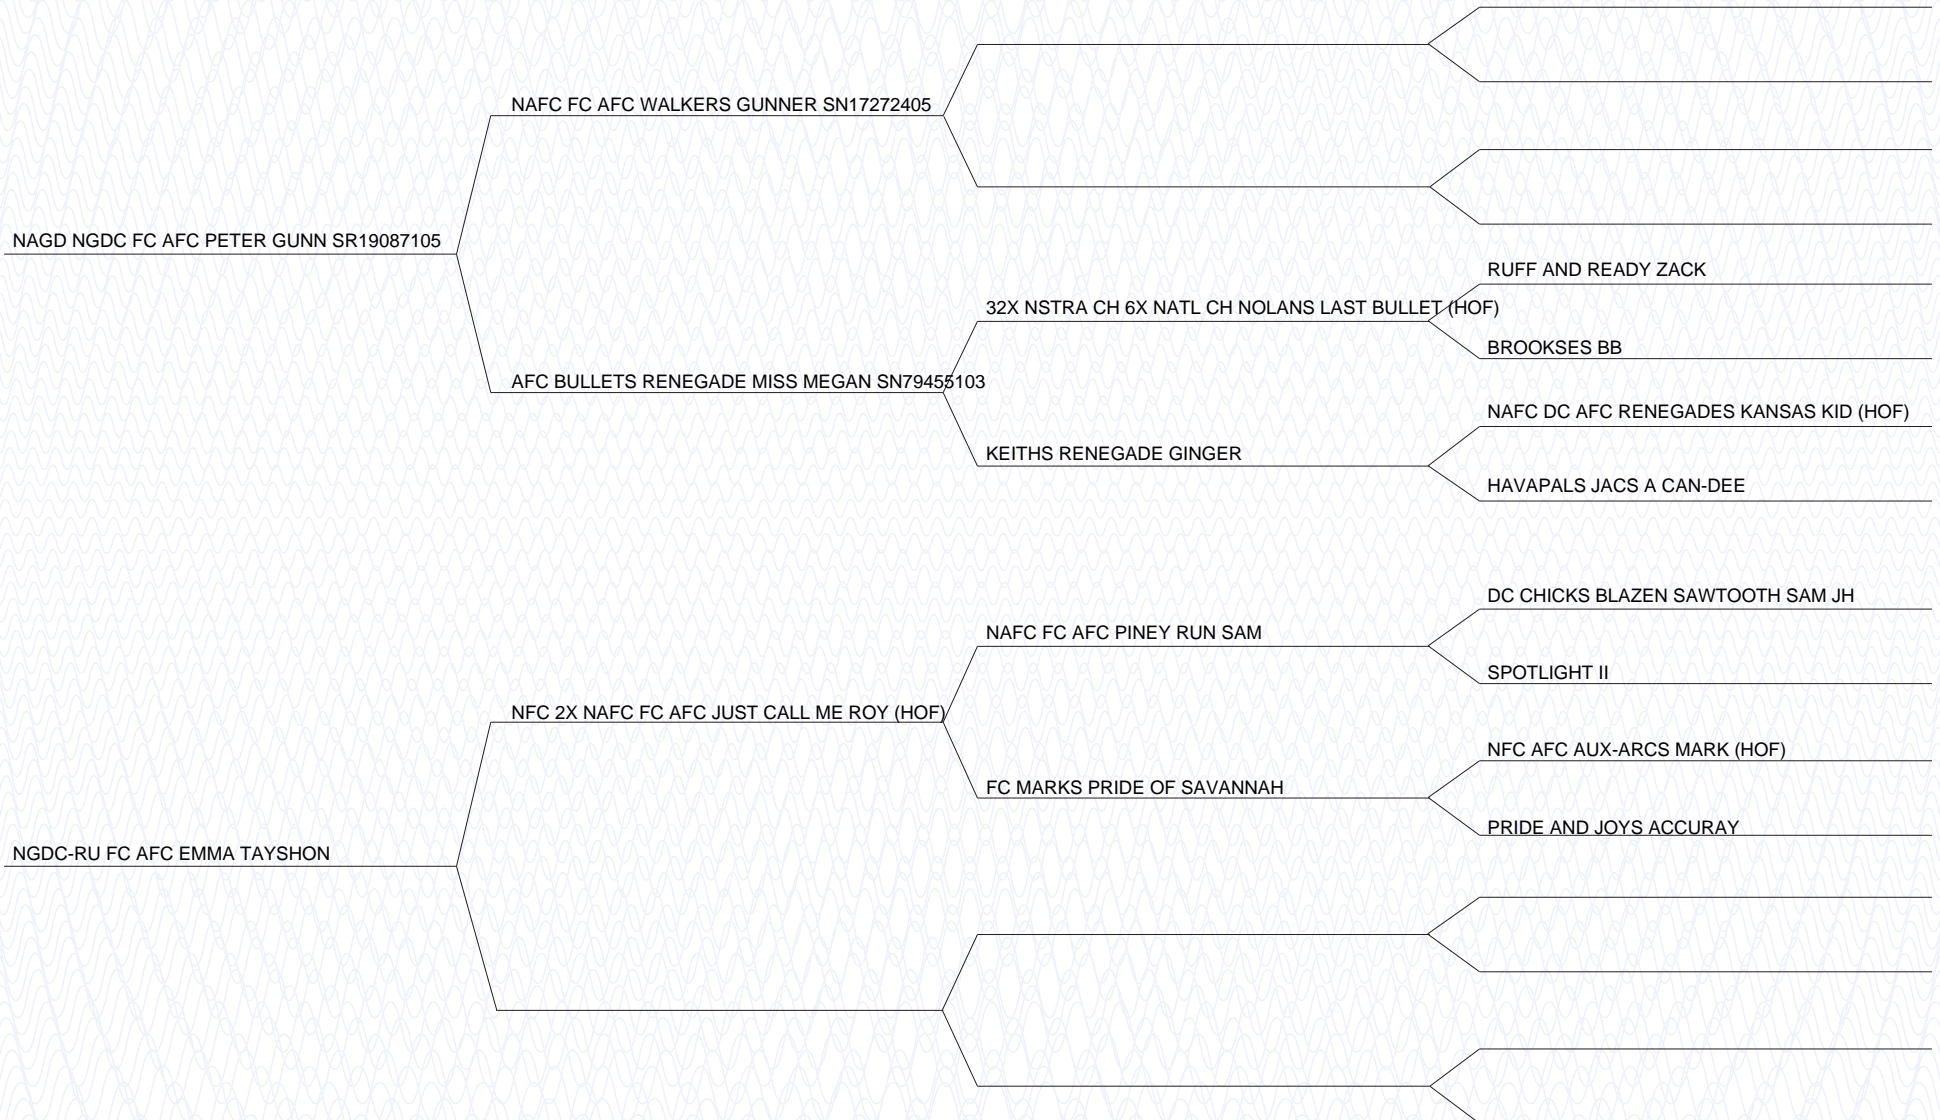 NAFC FC AFC WALKERS GUNNER SN17272405
NAGD NGDC FC AFC PETER GUNN SR19087105
RUFF AND READY ZACK
32X NSTRA CH 6X NATL CH NOLANS LAST BULLET (HOF)
BROOKSES BB
AFC BULLETS RENEGADE MISS MEGAN SN79455103
NAFC DC AFC RENEGADES KANSAS KID (HOF)
KEITHS RENEGADE GINGER
HAVAPALS JACS A CAN-DEE
DC CHICKS BLAZEN SAWTOOTH SAM JH
NAFC FC AFC PINEY RUN SAM
SPOTLIGHT II
NFC 2X NAFC FC AFC JUST CALL ME ROY (HOF)
NFC AFC AUX-ARCS MARK (HOF)
FC MARKS PRIDE OF SAVANNAH
PRIDE AND JOYS ACCURAY
NGDC-RU FC AFC EMMA TAYSHON